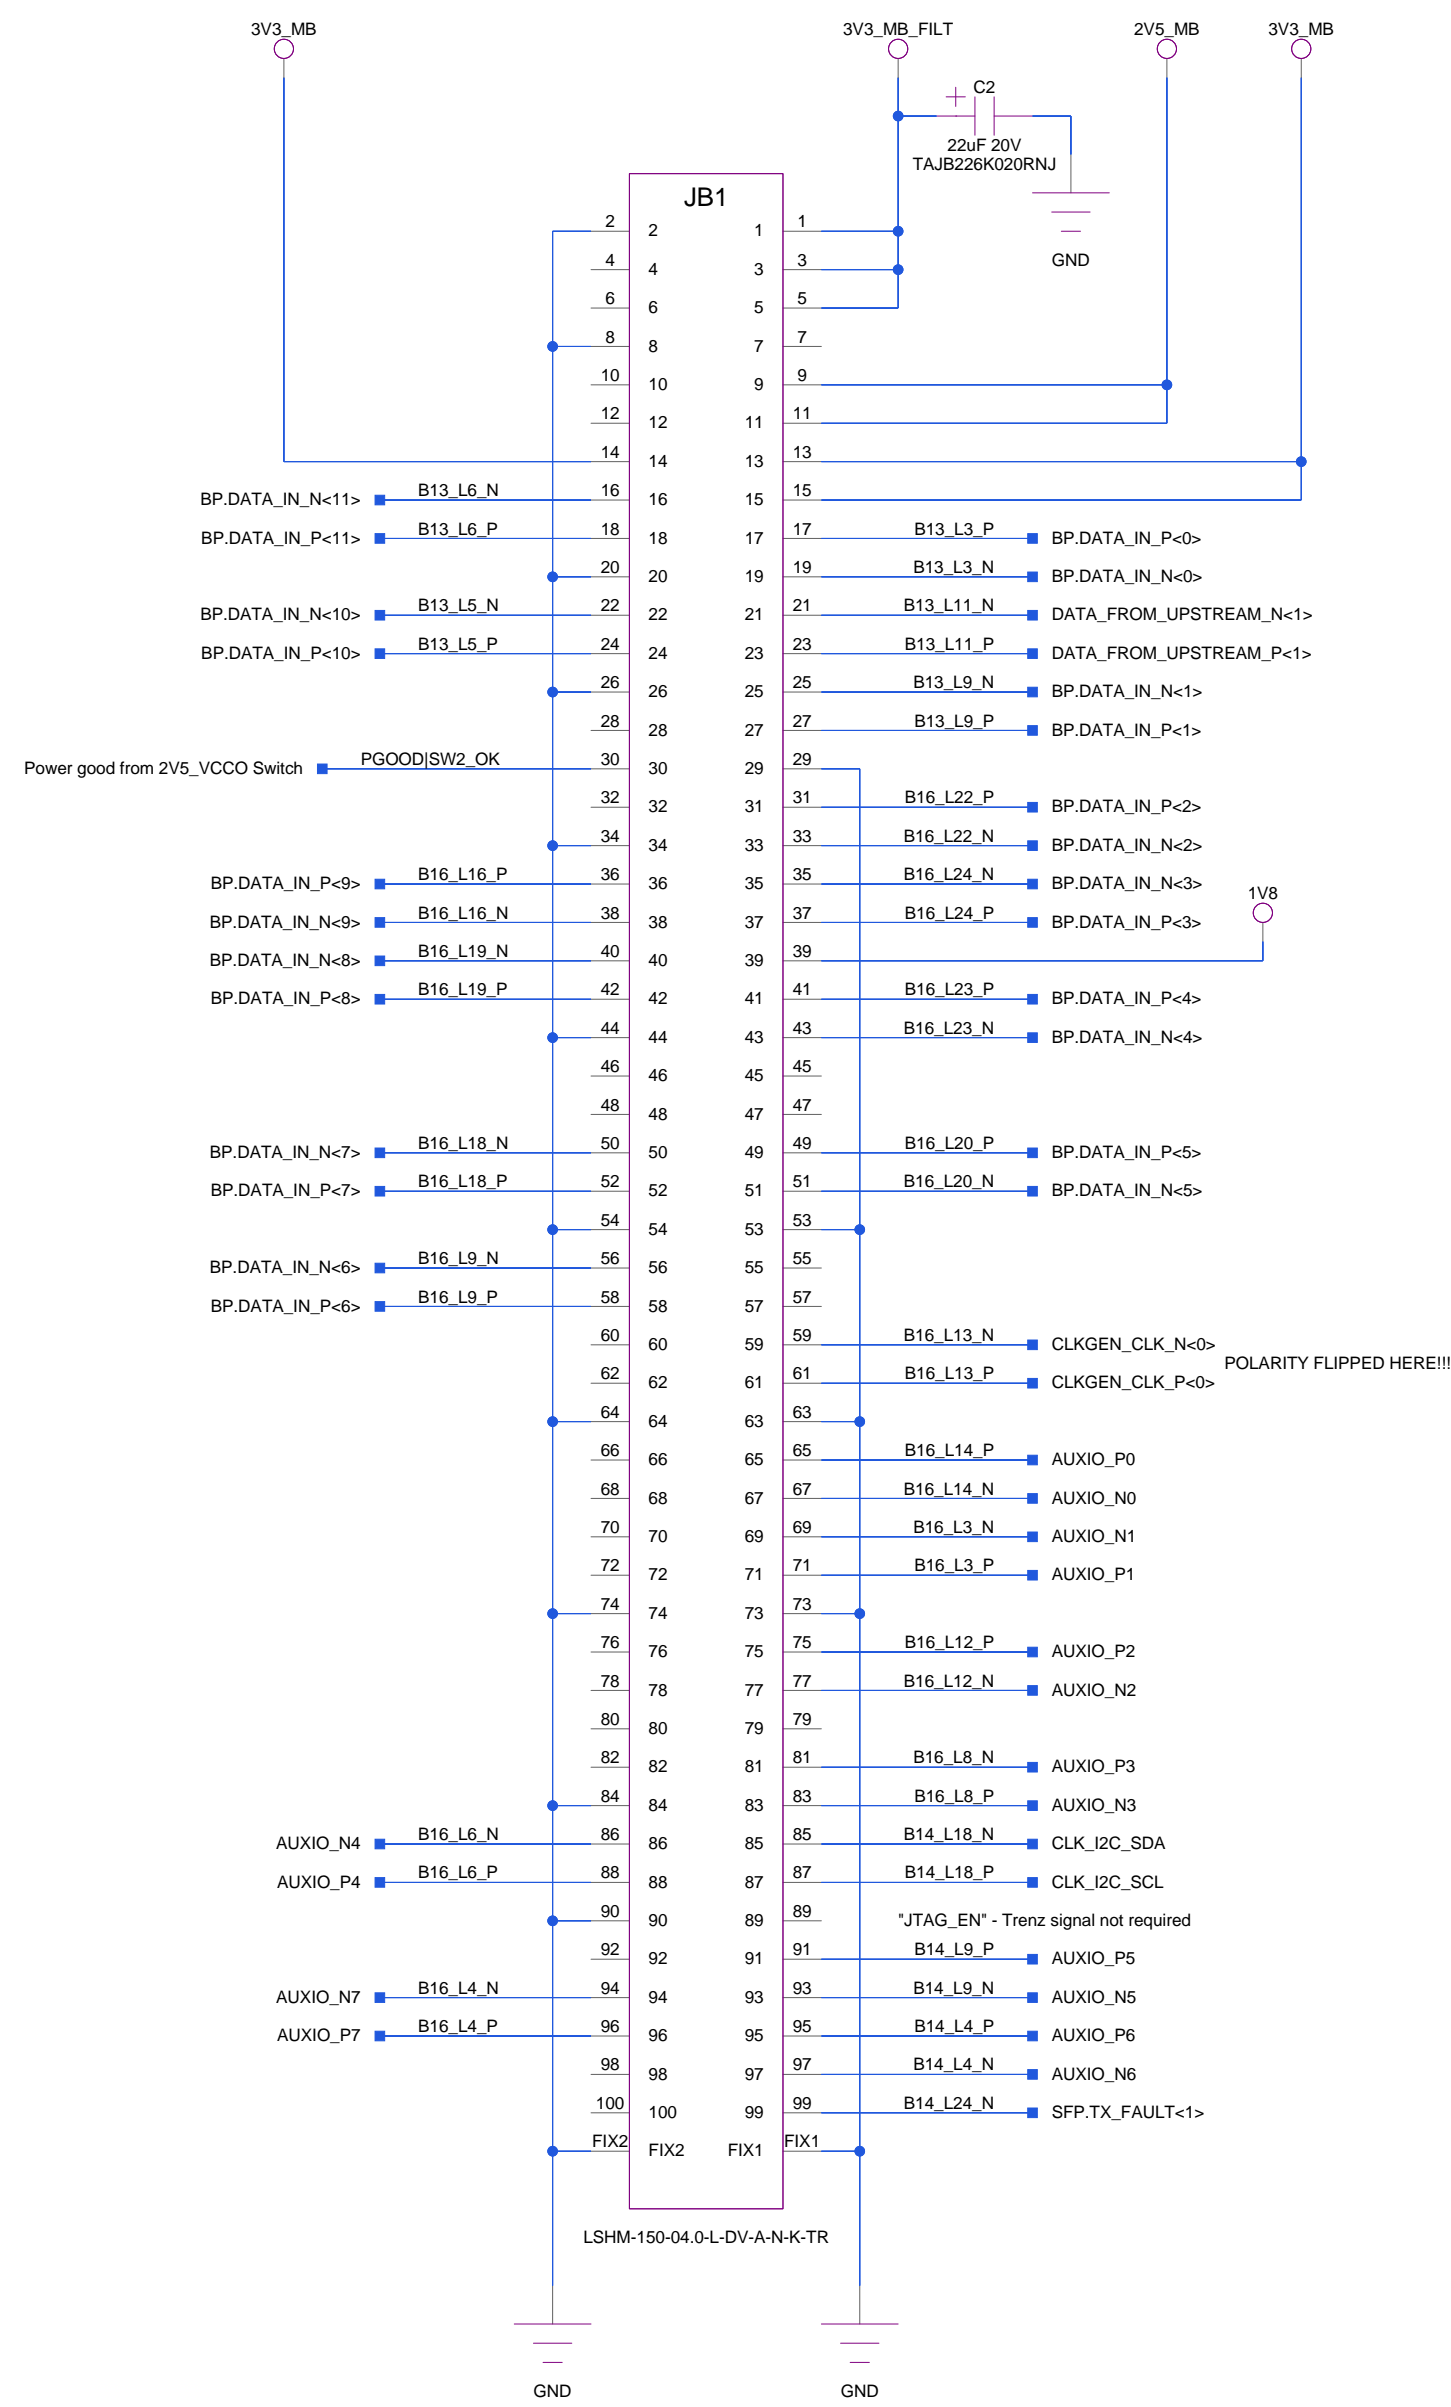 3V3_MB 3V3_MB_FILT 2V5_MB 3V3_MB
C2
22uF 20V
TAJB226K020RNJ
GND
JB1
2 2 1 1
4 4 3 3
6 6 5 5
8 8 7 7
10 10 9 9
12 12 11 11
14 14 13 13
BP.DATA_IN_N<11> B13_L6_N 16 16 15 15
BP.DATA_IN_P<11> B13_L6_P 18 18 17 17 B13_L3_P BP.DATA_IN_P<0>
20 20 19 19 B13_L3_N BP.DATA_IN_N<0>
BP.DATA_IN_N<10> B13_L5_N 22 22 21 21 B13_L11_N DATA_FROM_UPSTREAM_N<1>
BP.DATA_IN_P<10> B13_L5_P 24 24 23 23 B13_L11_P DATA_FROM_UPSTREAM_P<1>
26 26 25 25 B13_L9_N BP.DATA_IN_N<1>
28 28 27 27 B13_L9_P BP.DATA_IN_P<1>
Power good from 2V5_VCCO Switch PGOOD|SW2_OK 30 30 29 29
32 32 31 31 B16_L22_P BP.DATA_IN_P<2>
34 34 33 33 B16_L22_N BP.DATA_IN_N<2>
BP.DATA_IN_P<9> B16_L16_P 36 36 35 35 B16_L24_N BP.DATA_IN_N<3>
1V8
BP.DATA_IN_N<9> B16_L16_N 38 38 37 37 B16_L24_P BP.DATA_IN_P<3>
BP.DATA_IN_N<8> B16_L19_N 40 40 39 39
BP.DATA_IN_P<8> B16_L19_P 42 42 41 41 B16_L23_P BP.DATA_IN_P<4>
44 44 43 43 B16_L23_N BP.DATA_IN_N<4>
46 46 45 45
48 48 47 47
BP.DATA_IN_N<7> B16_L18_N 50 50 49 49 B16_L20_P BP.DATA_IN_P<5>
BP.DATA_IN_P<7> B16_L18_P 52 52 51 51 B16_L20_N BP.DATA_IN_N<5>
54 54 53 53
BP.DATA_IN_N<6> B16_L9_N 56 56 55 55
BP.DATA_IN_P<6> B16_L9_P 58 58 57 57
60 60 59 59 B16_L13_N CLKGEN_CLK_N<0>
POLARITY FLIPPED HERE!!!
62 62 61 61 B16_L13_P CLKGEN_CLK_P<0>
64 64 63 63
66 66 65 65 B16_L14_P AUXIO_P0
68 68 67 67 B16_L14_N AUXIO_N0
70 70 69 69 B16_L3_N AUXIO_N1
72 72 71 71 B16_L3_P AUXIO_P1
74 74 73 73
76 76 75 75 B16_L12_P AUXIO_P2
78 78 77 77 B16_L12_N AUXIO_N2
80 80 79 79
82 82 81 81 B16_L8_N AUXIO_P3
84 84 83 83 B16_L8_P AUXIO_N3
AUXIO_N4 B16_L6_N 86 86 85 85 B14_L18_N CLK_I2C_SDA
AUXIO_P4 B16_L6_P 88 88 87 87 B14_L18_P CLK_I2C_SCL
90 90 89 89 "JTAG_EN" - Trenz signal not required
92 92 91 91 B14_L9_P AUXIO_P5
AUXIO_N7 B16_L4_N 94 94 93 93 B14_L9_N AUXIO_N5
AUXIO_P7 B16_L4_P 96 96 95 95 B14_L4_P AUXIO_P6
98 98 97 97 B14_L4_N AUXIO_N6
100 100 99 99 B14_L24_N SFP.TX_FAULT<1>
FIX2 FIX2 FIX1 FIX1
LSHM-150-04.0-L-DV-A-N-K-TR
GND GND